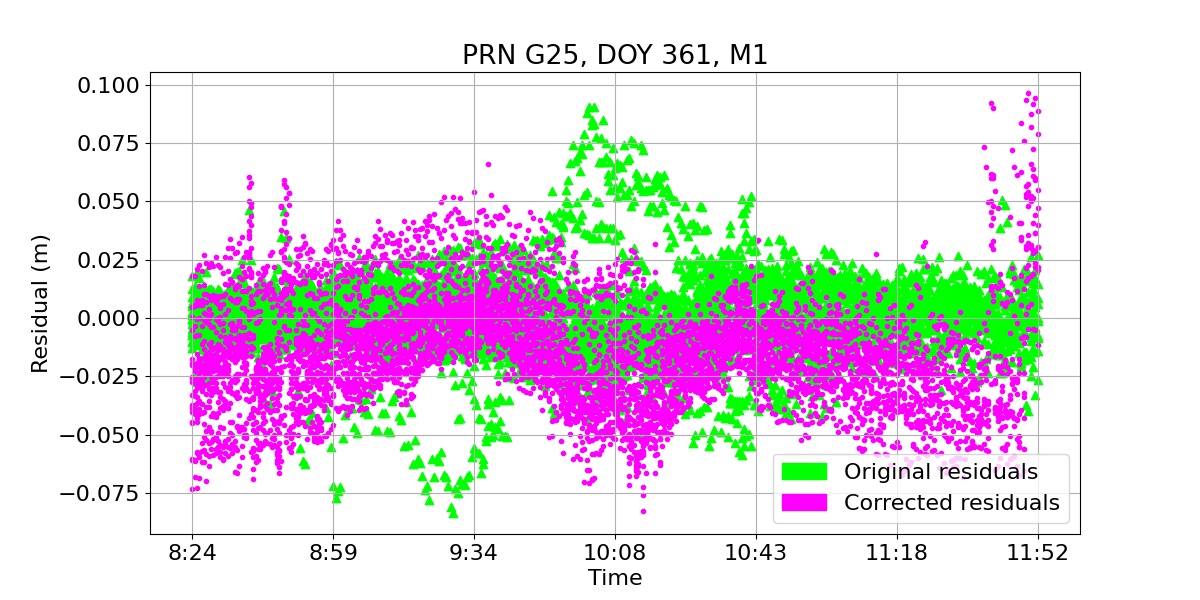 PRN G25, DOY 361, M1
0.100
0.075
0.050
0.025
0.000
−0.025
−0.050
−0.075
Residual (m)
8:24 8:59 9:34 10:08 10:43 11:18 11:52
Time
Original residuals
Corrected residuals